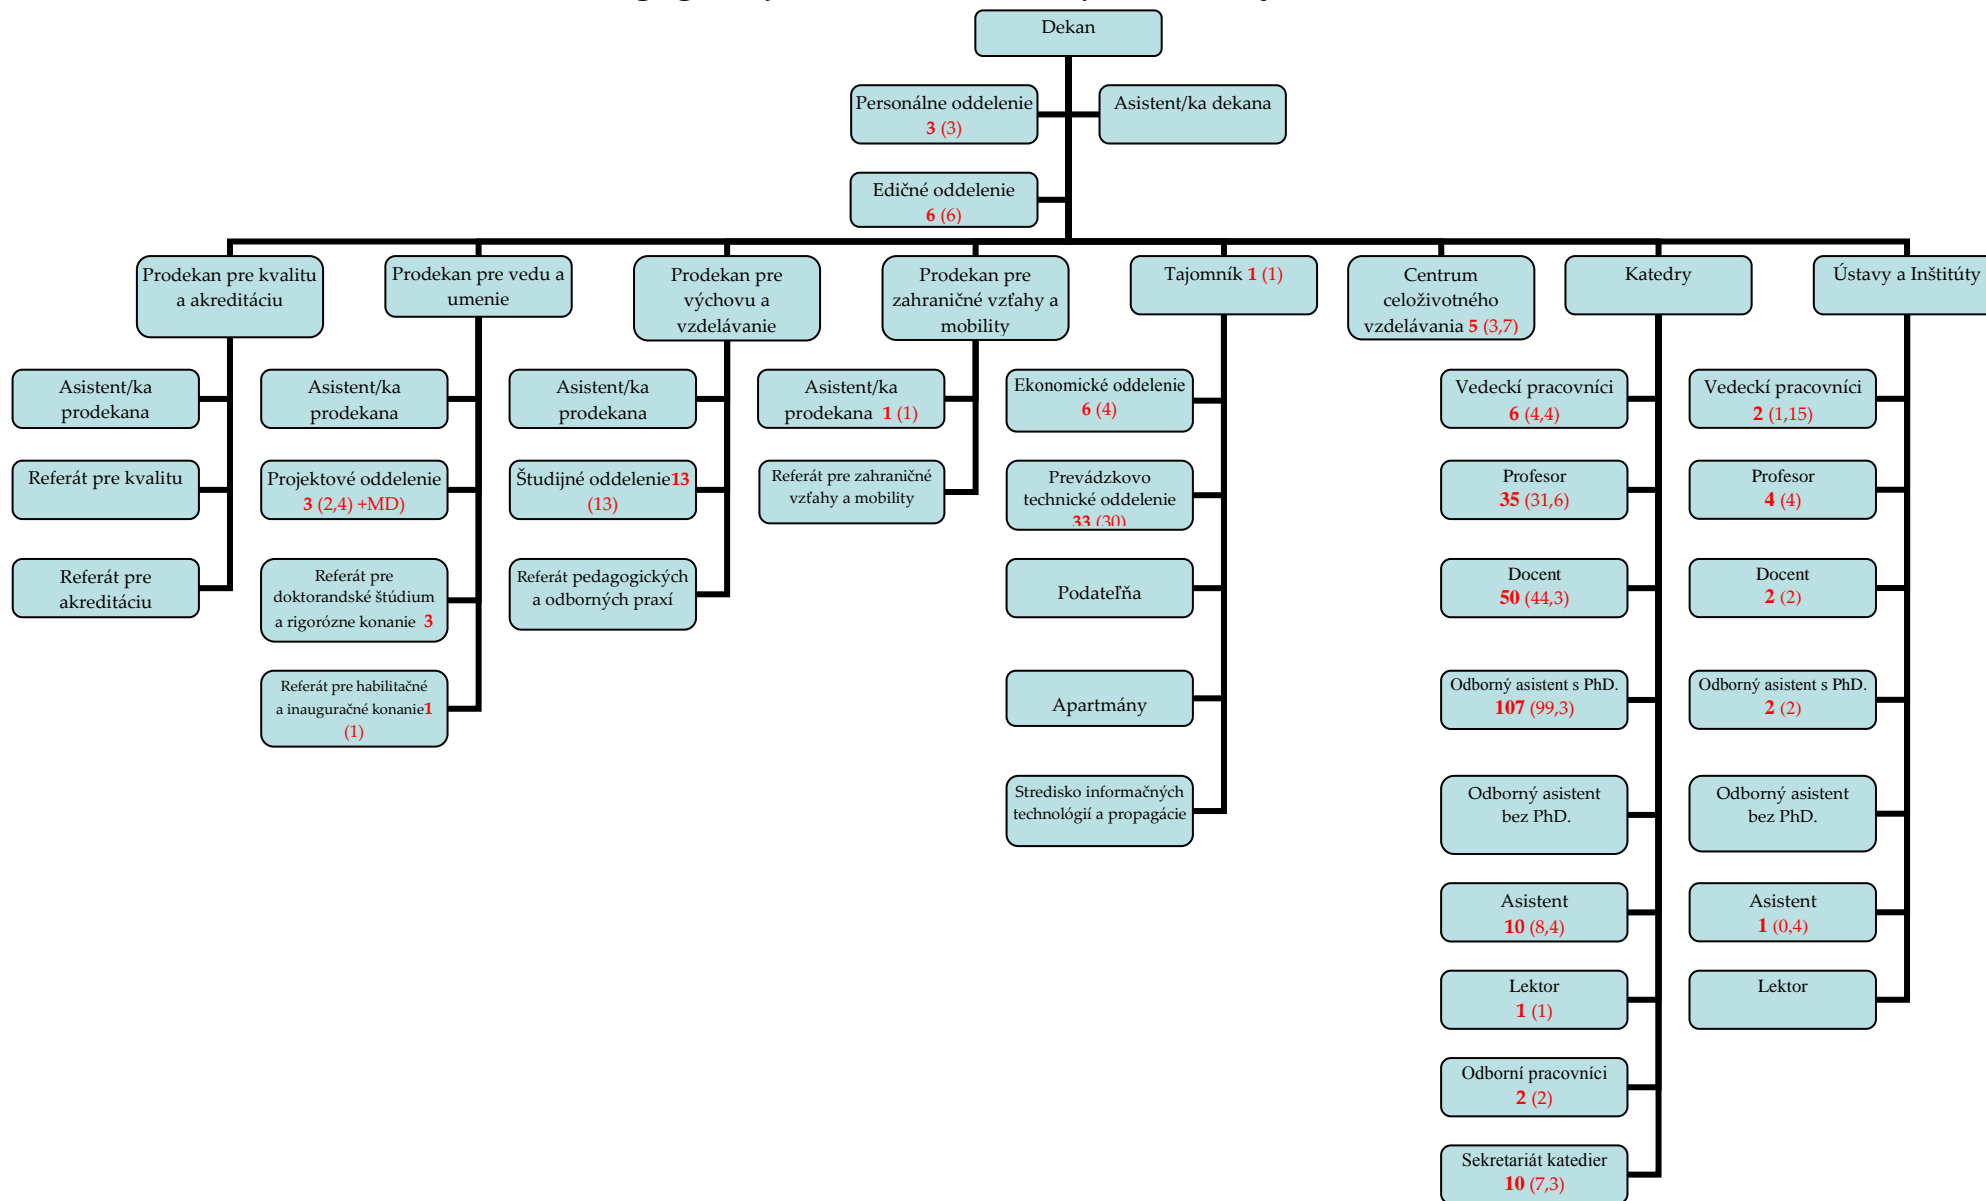 Dekan
Personálne oddelenie
3 (3)
Asistent/ka dekana
Edičné oddelenie
6 (6)
Prodekan pre kvalitu
a akreditáciu
Prodekan pre vedu a
umenie
Prodekan pre
výchovu a
vzdelávanie
Prodekan pre
zahraničné vzťahy a
mobility
Tajomník 1 (1)
Centrum
celoživotného
vzdelávania 5 (3,7)
Katedry
Ústavy a Inštitúty
Asistent/ka
prodekana
Referát pre kvalitu
Referát pre
akreditáciu
Asistent/ka
prodekana
Projektové oddelenie
3 (2,4) +MD)
Referát pre
doktorandské štúdium
a rigorózne konanie 3
Referát pre habilitačné
a inauguračné konanie1
(1)
Asistent/ka
prodekana
Študijné oddelenie13
(13)
Referát pedagogických
a odborných praxí
Asistent/ka
prodekana 1 (1)
Referát pre zahraničné
vzťahy a mobility
Ekonomické oddelenie
6 (4)
Prevádzkovo
technické oddelenie
33 (30)
Podateľňa
Apartmány
Stredisko informačných
technológií a propagácie
Vedeckí pracovníci
6 (4,4)
Profesor
35 (31,6)
Docent
50 (44,3)
Odborný asistent s PhD.
107 (99,3)
Odborný asistent
bez PhD.
Asistent
10 (8,4)
Lektor
1 (1)
Odborní pracovníci
2 (2)
Sekretariát katedier
10 (7,3)
Vedeckí pracovníci
2 (1,15)
Profesor
4 (4)
Docent
2 (2)
Odborný asistent s PhD.
2 (2)
Odborný asistent
bez PhD.
Asistent
1 (0,4)
Lektor